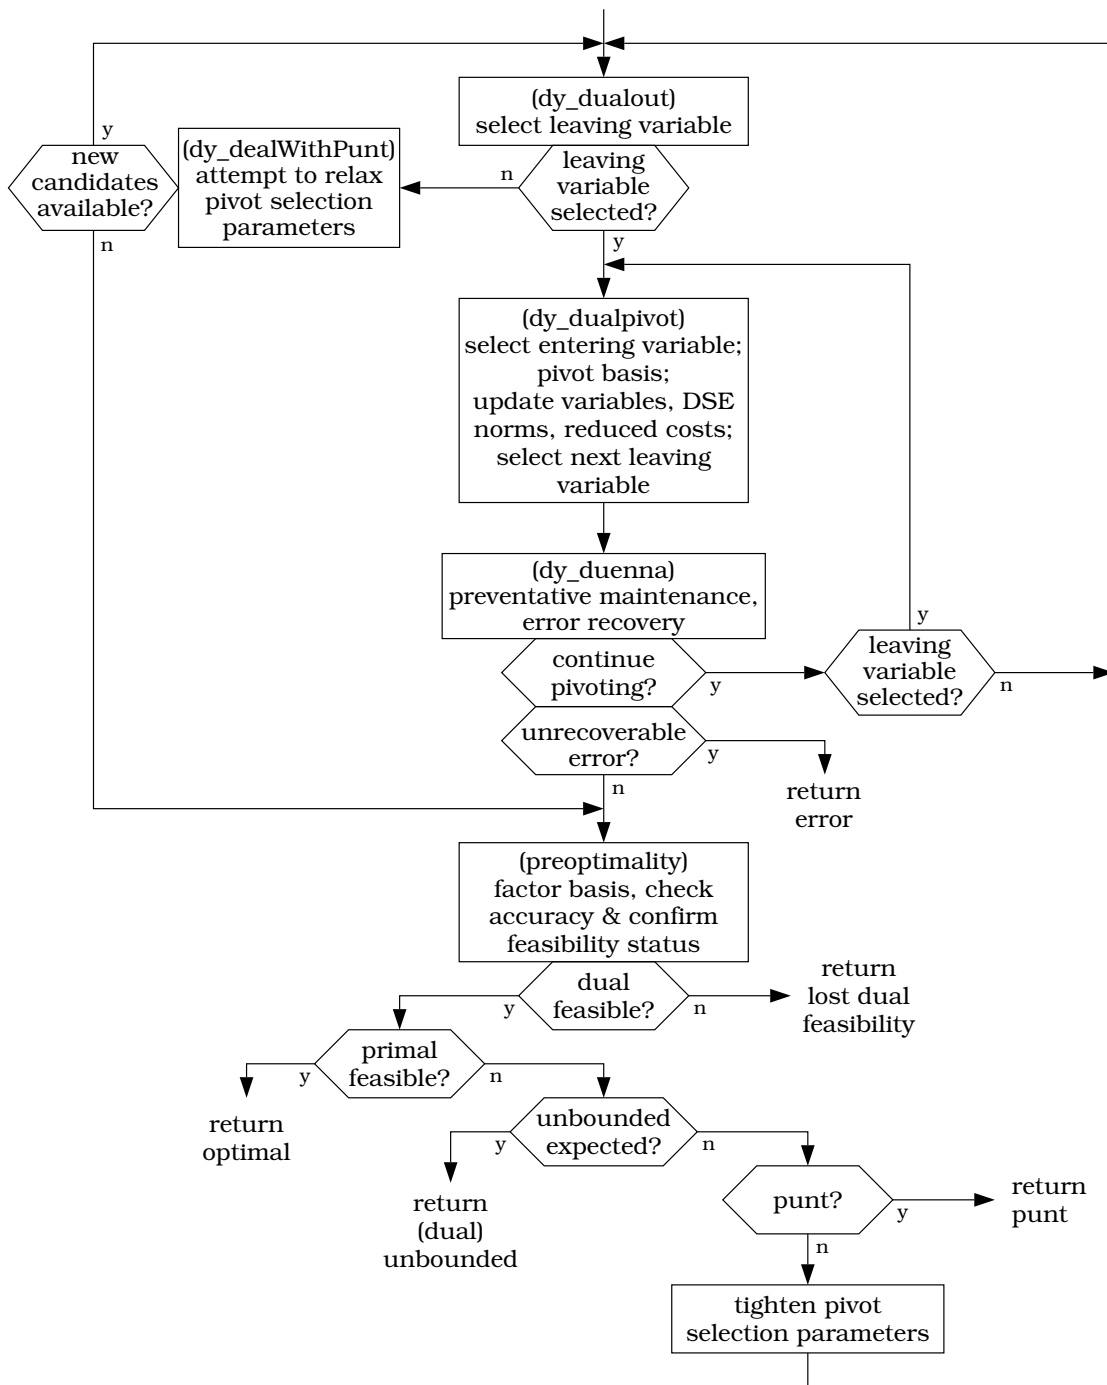 (dy_dualout)
select leaving variable
leaving
variable
selected?
n
y
(dy_dealWithPunt)
attempt to relax
pivot selection
parameters
y
new
candidates
available?
n
(dy_dualpivot)
select entering variable;
pivot basis;
update variables, DSE
norms, reduced costs;
select next leaving
variable
(dy_duenna)
preventative maintenance,
error recovery
continue
pivoting?
y
y
leaving
variable
selected?
n
unrecoverable
error?
y
n
return
error
(preoptimality)
factor basis, check
accuracy & confirm
feasibility status
dual
feasible?
y
n
return
lost dual
feasibility
primal
feasible?
y
n
return
optimal
unbounded
expected?
y
n
return
(dual)
unbounded
punt?
y
n
return
punt
tighten pivot
selection parameters